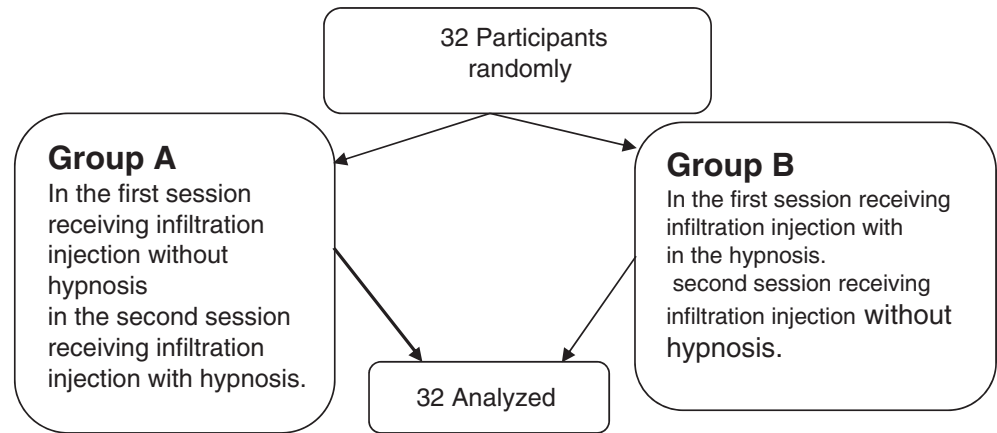 32 Participants
randomly
Group A
In the first session
receiving infiltration
injection without
hypnosis
in the second session
receiving infiltration
injection with hypnosis.
Group B
In the first session receiving
infiltration injection with
in the hypnosis.
second session receiving
infiltration injection without
hypnosis.
32 Analyzed